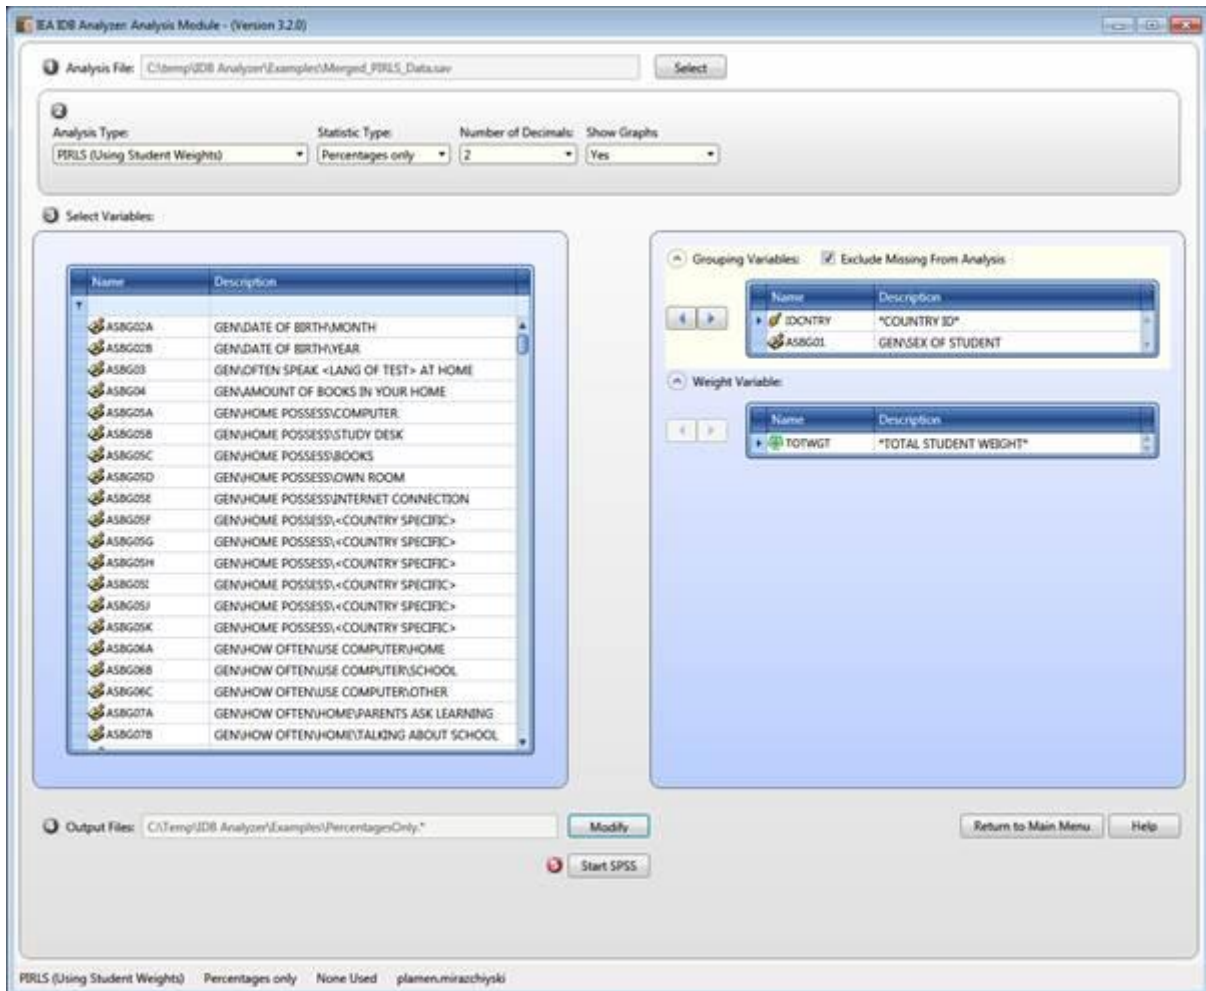 IEA IDB Analyzer: Analysis Module - (Version 3.2.0)
1 Analysis File: C:\temp\IDB Analyzer\Examples\Merged_PIRLS_Data.sav Select
2
Analysis Type: Statistic Type: Number of Decimals: Show Graphs
PIRLS (Using Student Weights) Percentages only 2 Yes
3 Select Variables:
Name Description
ASBG02A GEN\DATE OF BIRTH\MONTH
ASBG02B GEN\DATE OF BIRTH\YEAR
ASBG03 GEN\OFTEN SPEAK <LANG OF TEST> AT HOME
ASBG04 GEN\AMOUNT OF BOOKS IN YOUR HOME
ASBG05A GEN\HOME POSSESS\COMPUTER
ASBG05B GEN\HOME POSSESS\STUDY DESK
ASBG05C GEN\HOME POSSESS\BOOKS
ASBG05D GEN\HOME POSSESS\OWN ROOM
ASBG05E GEN\HOME POSSESS\INTERNET CONNECTION
ASBG05F GEN\HOME POSSESS\<COUNTRY SPECIFIC>
ASBG05G GEN\HOME POSSESS\<COUNTRY SPECIFIC>
ASBG05H GEN\HOME POSSESS\<COUNTRY SPECIFIC>
ASBG05I GEN\HOME POSSESS\<COUNTRY SPECIFIC>
ASBG05J GEN\HOME POSSESS\<COUNTRY SPECIFIC>
ASBG05K GEN\HOME POSSESS\<COUNTRY SPECIFIC>
ASBG06A GEN\HOW OFTEN\USE COMPUTER\HOME
ASBG06B GEN\HOW OFTEN\USE COMPUTER\SCHOOL
ASBG06C GEN\HOW OFTEN\USE COMPUTER\OTHER
ASBG07A GEN\HOW OFTEN\HOME\PARENTS ASK LEARNING
ASBG07B GEN\HOW OFTEN\HOME\TALKING ABOUT SCHOOL
Grouping Variables: Exclude Missing From Analysis
Name Description
IDCNTRY *COUNTRY ID*
ASBG01 GEN\SEX OF STUDENT
Weight Variable:
Name Description
TOTWGT *TOTAL STUDENT WEIGHT*
Output Files: C:\Temp\IDB Analyzer\Examples\PercentagesOnly.* Modify Return to Main Menu Help
5 Start SPSS
PIRLS (Using Student Weights) Percentages only None Used plamen.mirazchiyski